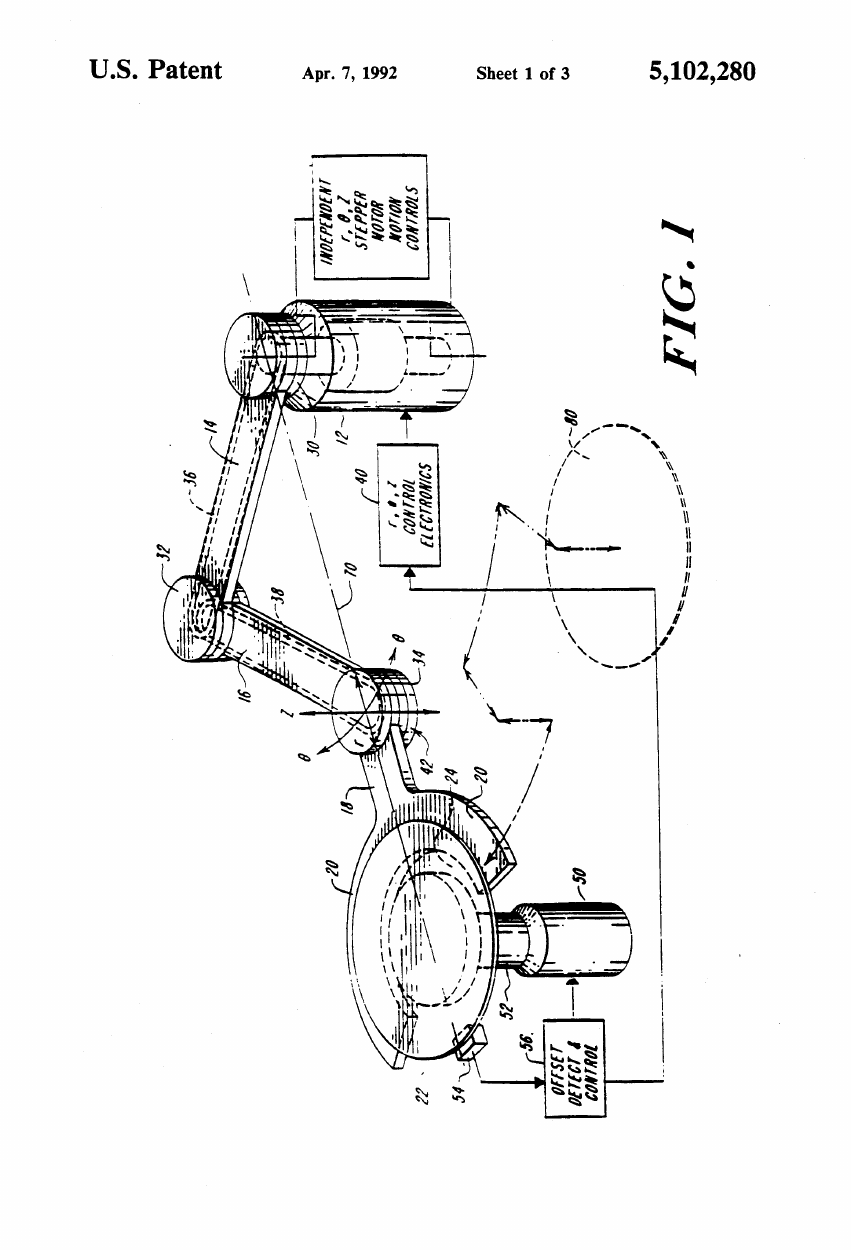 U.S. Patent Apr. 7, 1992 Sheet 1 of 3 5,102,280
INDEPENDENT
r, θ, Z
STEPPER
MOTOR
MOTION
CONTROLS
FIG. 1
30
12
14
36
32
40
r, θ, Z
CONTROL
ELECTRONICS
80
70
38
16
θ
34
Z
r
θ
42
18
24
20
20
50
52
56.
OFFSET
DETECT &
CONTROL
54
22